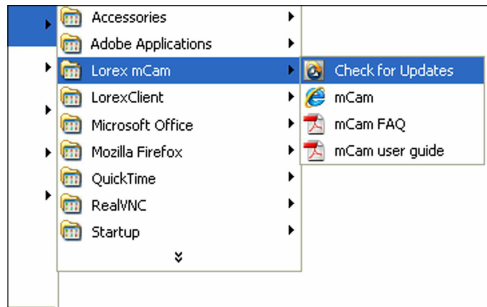 Accessories
Adobe Applications
Lorex mCam
LorexClient
Microsoft Office
Mozilla Firefox
QuickTime
RealVNC
Startup
Check for Updates
mCam
mCam FAQ
mCam user guide